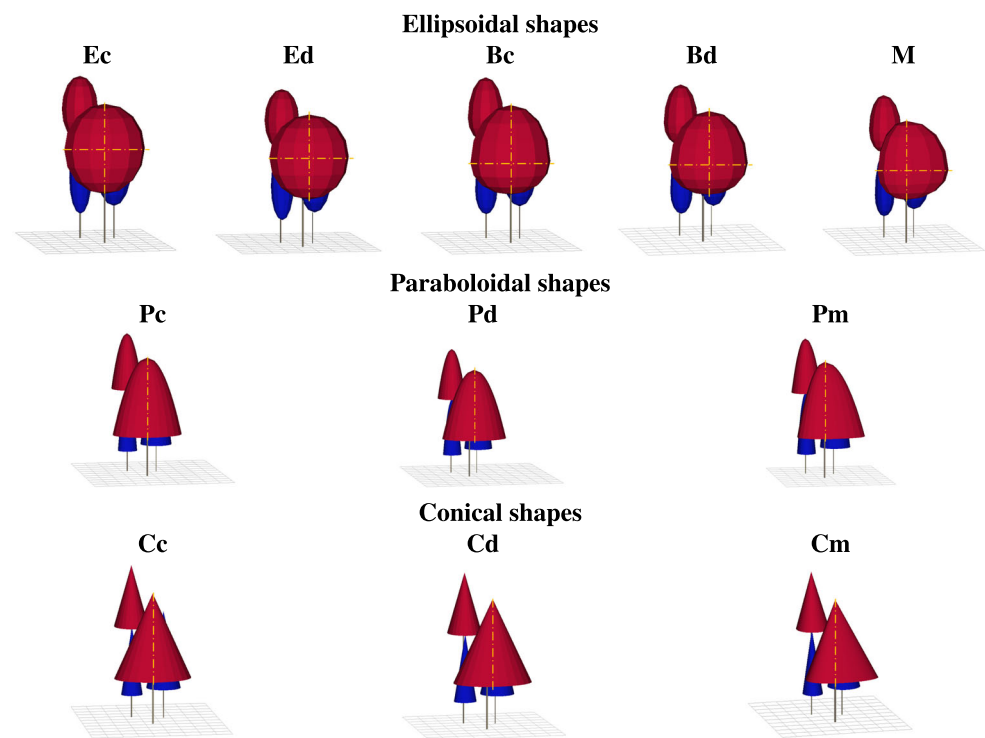 Ellipsoidal shapes
Ec Ed Bc Bd M
Paraboloidal shapes
Pc Pd Pm
Conical shapes
Cc Cd Cm